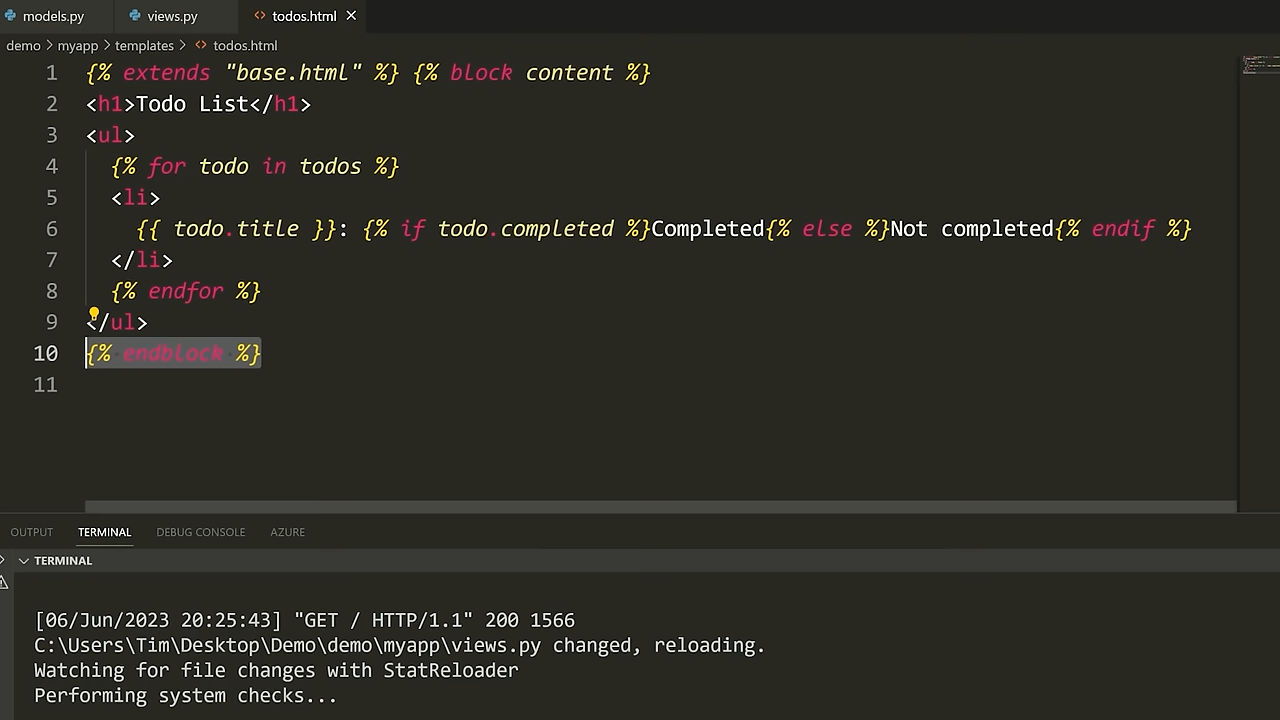 models.py views.py todos.html
demo > myapp > templates > todos.html
1 {% extends "base.html" %} {% block content %}
2 <h1>Todo List</h1>
3 <ul>
4 {% for todo in todos %}
5 <li>
6 {{ todo.title }}: {% if todo.completed %}Completed{% else %}Not completed{% endif %}
7 </li>
8 {% endfor %}
9 </ul>
10 {% endblock %}
11
OUTPUT TERMINAL DEBUG CONSOLE AZURE
TERMINAL
[06/Jun/2023 20:25:43] "GET / HTTP/1.1" 200 1566
C:\Users\Tim\Desktop\Demo\demo\myapp\views.py changed, reloading.
Watching for file changes with StatReloader
Performing system checks...